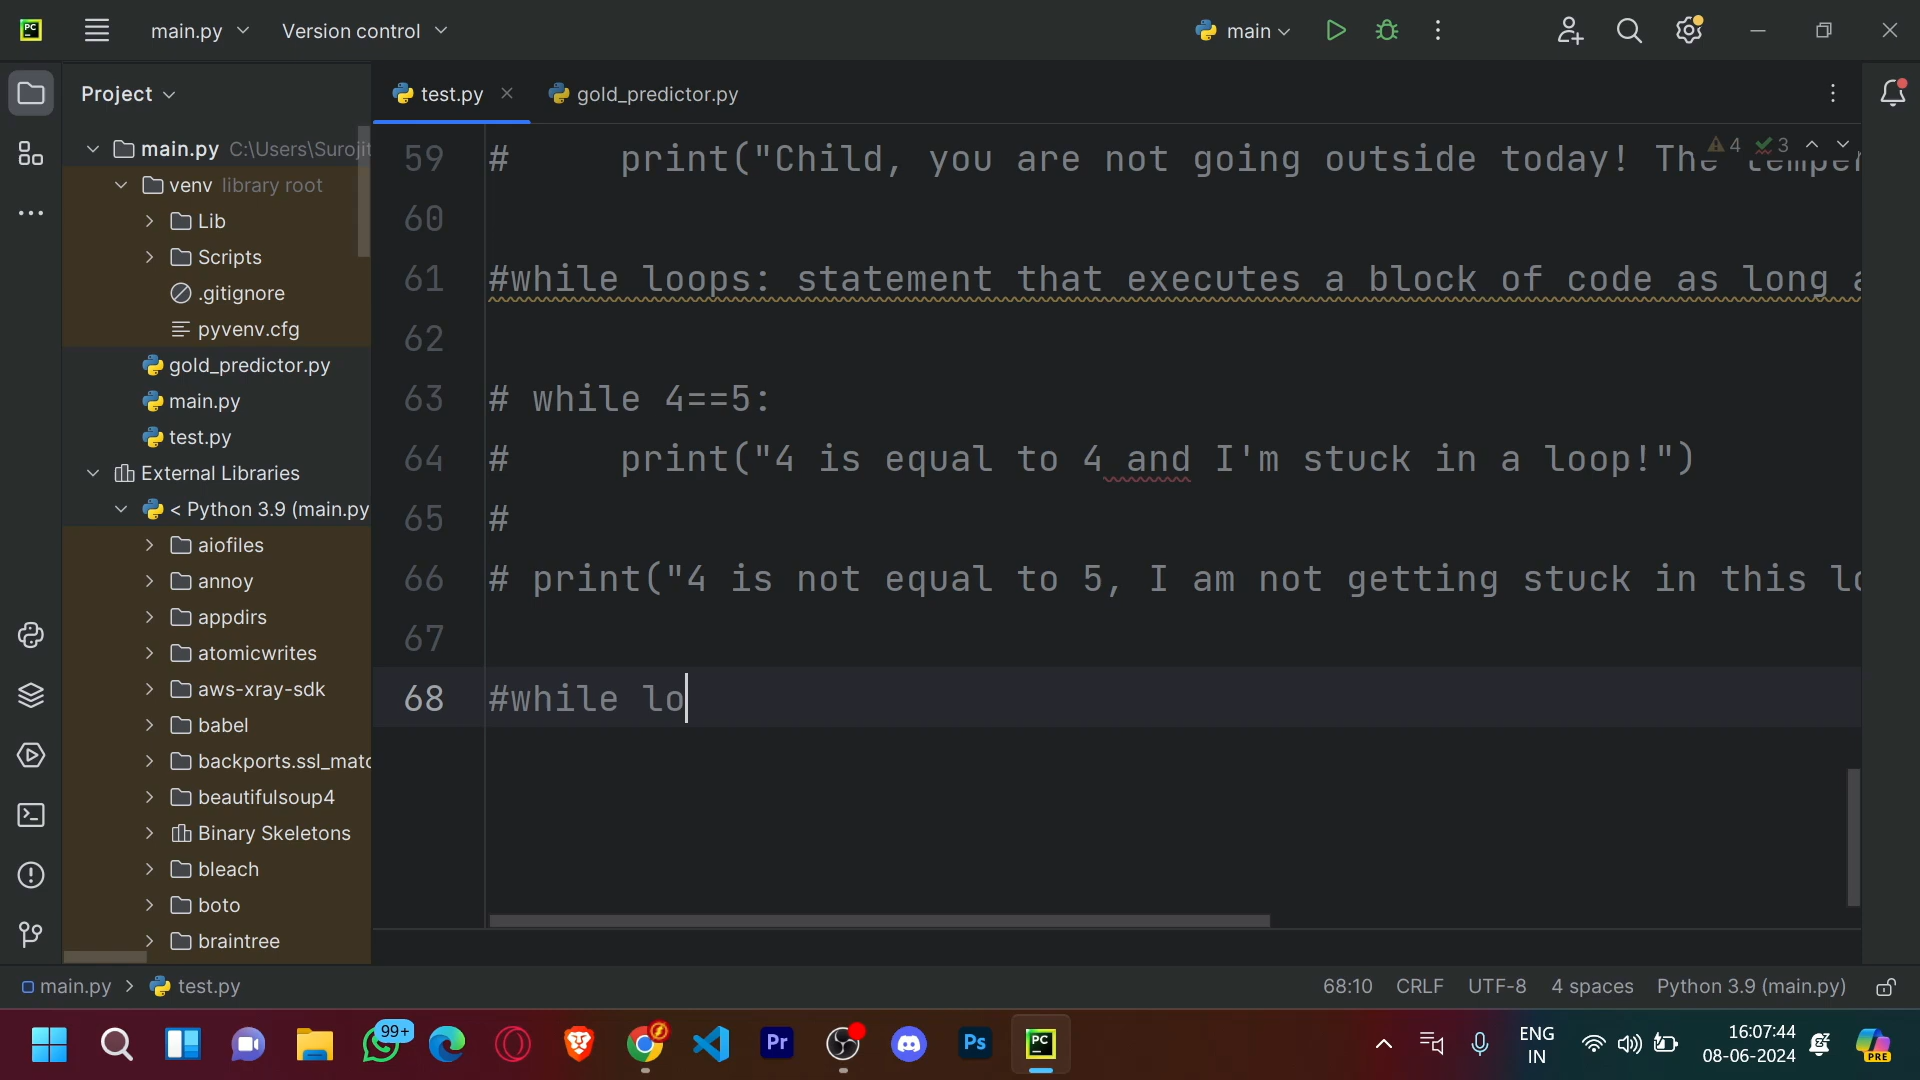 PC
main.py
Version control
main
Project
test.py
gold_predictor.py
main.py C:\Users\Surojit
venv library root
Lib
Scripts
.gitignore
pyvenv.cfg
gold_predictor.py
main.py
test.py
External Libraries
< Python 3.9 (main.py
aiofiles
annoy
appdirs
atomicwrites
aws-xray-sdk
babel
backports.ssl_matc
beautifulsoup4
Binary Skeletons
bleach
boto
braintree
4 3
59 #     print("Child, you are not going outside today! The temper
60
61 #while loops: statement that executes a block of code as long a
62
63 # while 4==5:
64 #     print("4 is equal to 4 and I'm stuck in a loop!")
65 #
66 # print("4 is not equal to 5, I am not getting stuck in this lo
67
68 #while lo
main.py > test.py
68:10 CRLF UTF-8 4 spaces Python 3.9 (main.py)
99+
Pr
Ps
PC
ENG
IN
16:07:44
08-06-2024
PRE